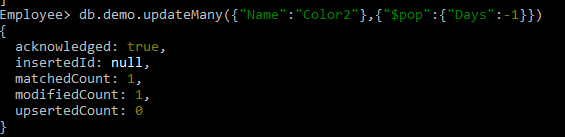 ]
Employee> db.demo.updateMany({"Name":"Color2"},{"$pop":{"Days":-1}})
{
  acknowledged: true,
  insertedId: null,
  matchedCount: 1,
  modifiedCount: 1,
  upsertedCount: 0
}